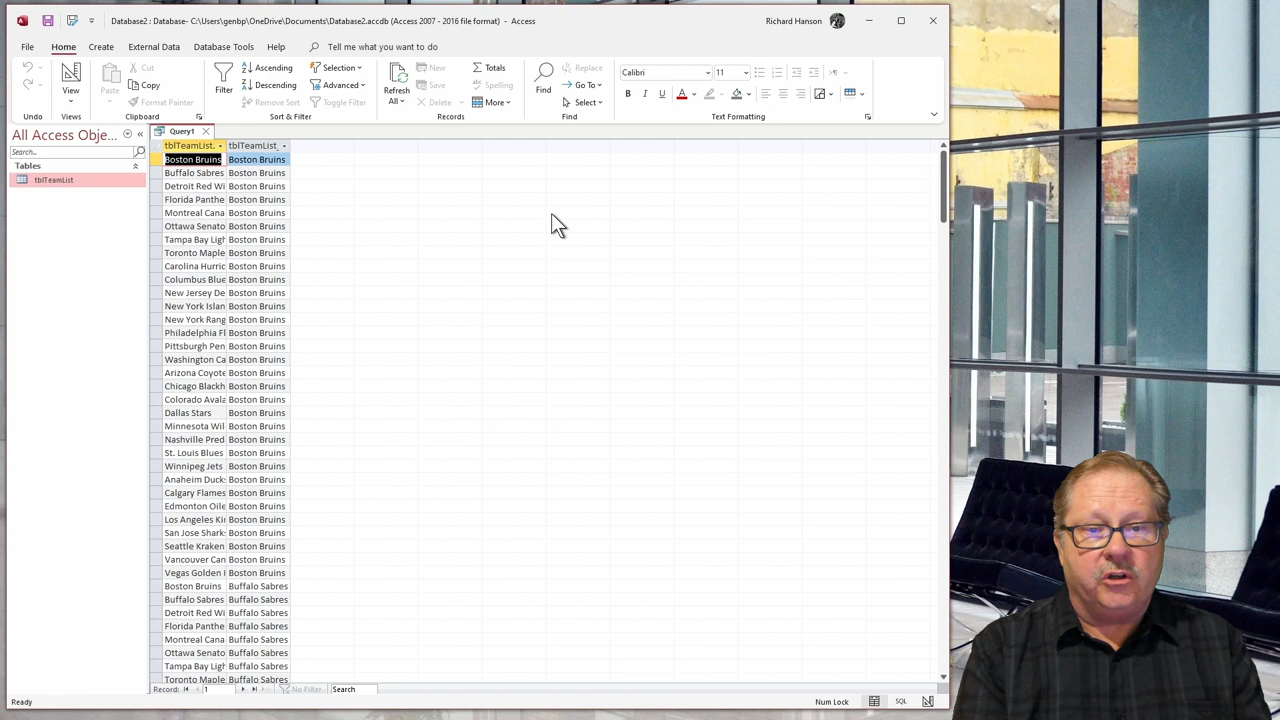 Database2 : Database- C:\Users\genbp\OneDrive\Documents\Database2.accdb (Access 2007 - 2016 file format) - Access
Richard Hanson
File Home Create External Data Database Tools Help Tell me what you want to do
View
Paste
Cut
Copy
Format Painter
Filter
Ascending
Descending
Remove Sort
Selection
Advanced
Toggle Filter
Refresh All
New
Save
Delete
Totals
Spelling
More
Find
Replace
Go To
Select
Calibri 11
B I U A
Undo Views Clipboard Sort & Filter Records Find Text Formatting
All Access Obje...
Search...
Tables
tblTeamList
Query1
tblTeamList. tblTeamList_
Boston Bruins Boston Bruins
Buffalo Sabres Boston Bruins
Detroit Red Wi Boston Bruins
Florida Panthe Boston Bruins
Montreal Cana Boston Bruins
Ottawa Senato Boston Bruins
Tampa Bay Ligh Boston Bruins
Toronto Maple Boston Bruins
Carolina Hurric Boston Bruins
Columbus Blue Boston Bruins
New Jersey De Boston Bruins
New York Islan Boston Bruins
New York Rang Boston Bruins
Philadelphia Fl Boston Bruins
Pittsburgh Pen Boston Bruins
Washington Ca Boston Bruins
Arizona Coyote Boston Bruins
Chicago Blackh Boston Bruins
Colorado Avala Boston Bruins
Dallas Stars Boston Bruins
Minnesota Wil Boston Bruins
Nashville Pred Boston Bruins
St. Louis Blues Boston Bruins
Winnipeg Jets Boston Bruins
Anaheim Duck Boston Bruins
Calgary Flames Boston Bruins
Edmonton Oile Boston Bruins
Los Angeles Ki Boston Bruins
San Jose Shark Boston Bruins
Seattle Kraken Boston Bruins
Vancouver Can Boston Bruins
Vegas Golden Boston Bruins
Boston Bruins Buffalo Sabres
Buffalo Sabres Buffalo Sabres
Detroit Red Wi Buffalo Sabres
Florida Panthe Buffalo Sabres
Montreal Cana Buffalo Sabres
Ottawa Senato Buffalo Sabres
Tampa Bay Ligh Buffalo Sabres
Toronto Maple Buffalo Sabres
Record: 1 No Filter Search
Ready Num Lock SQL